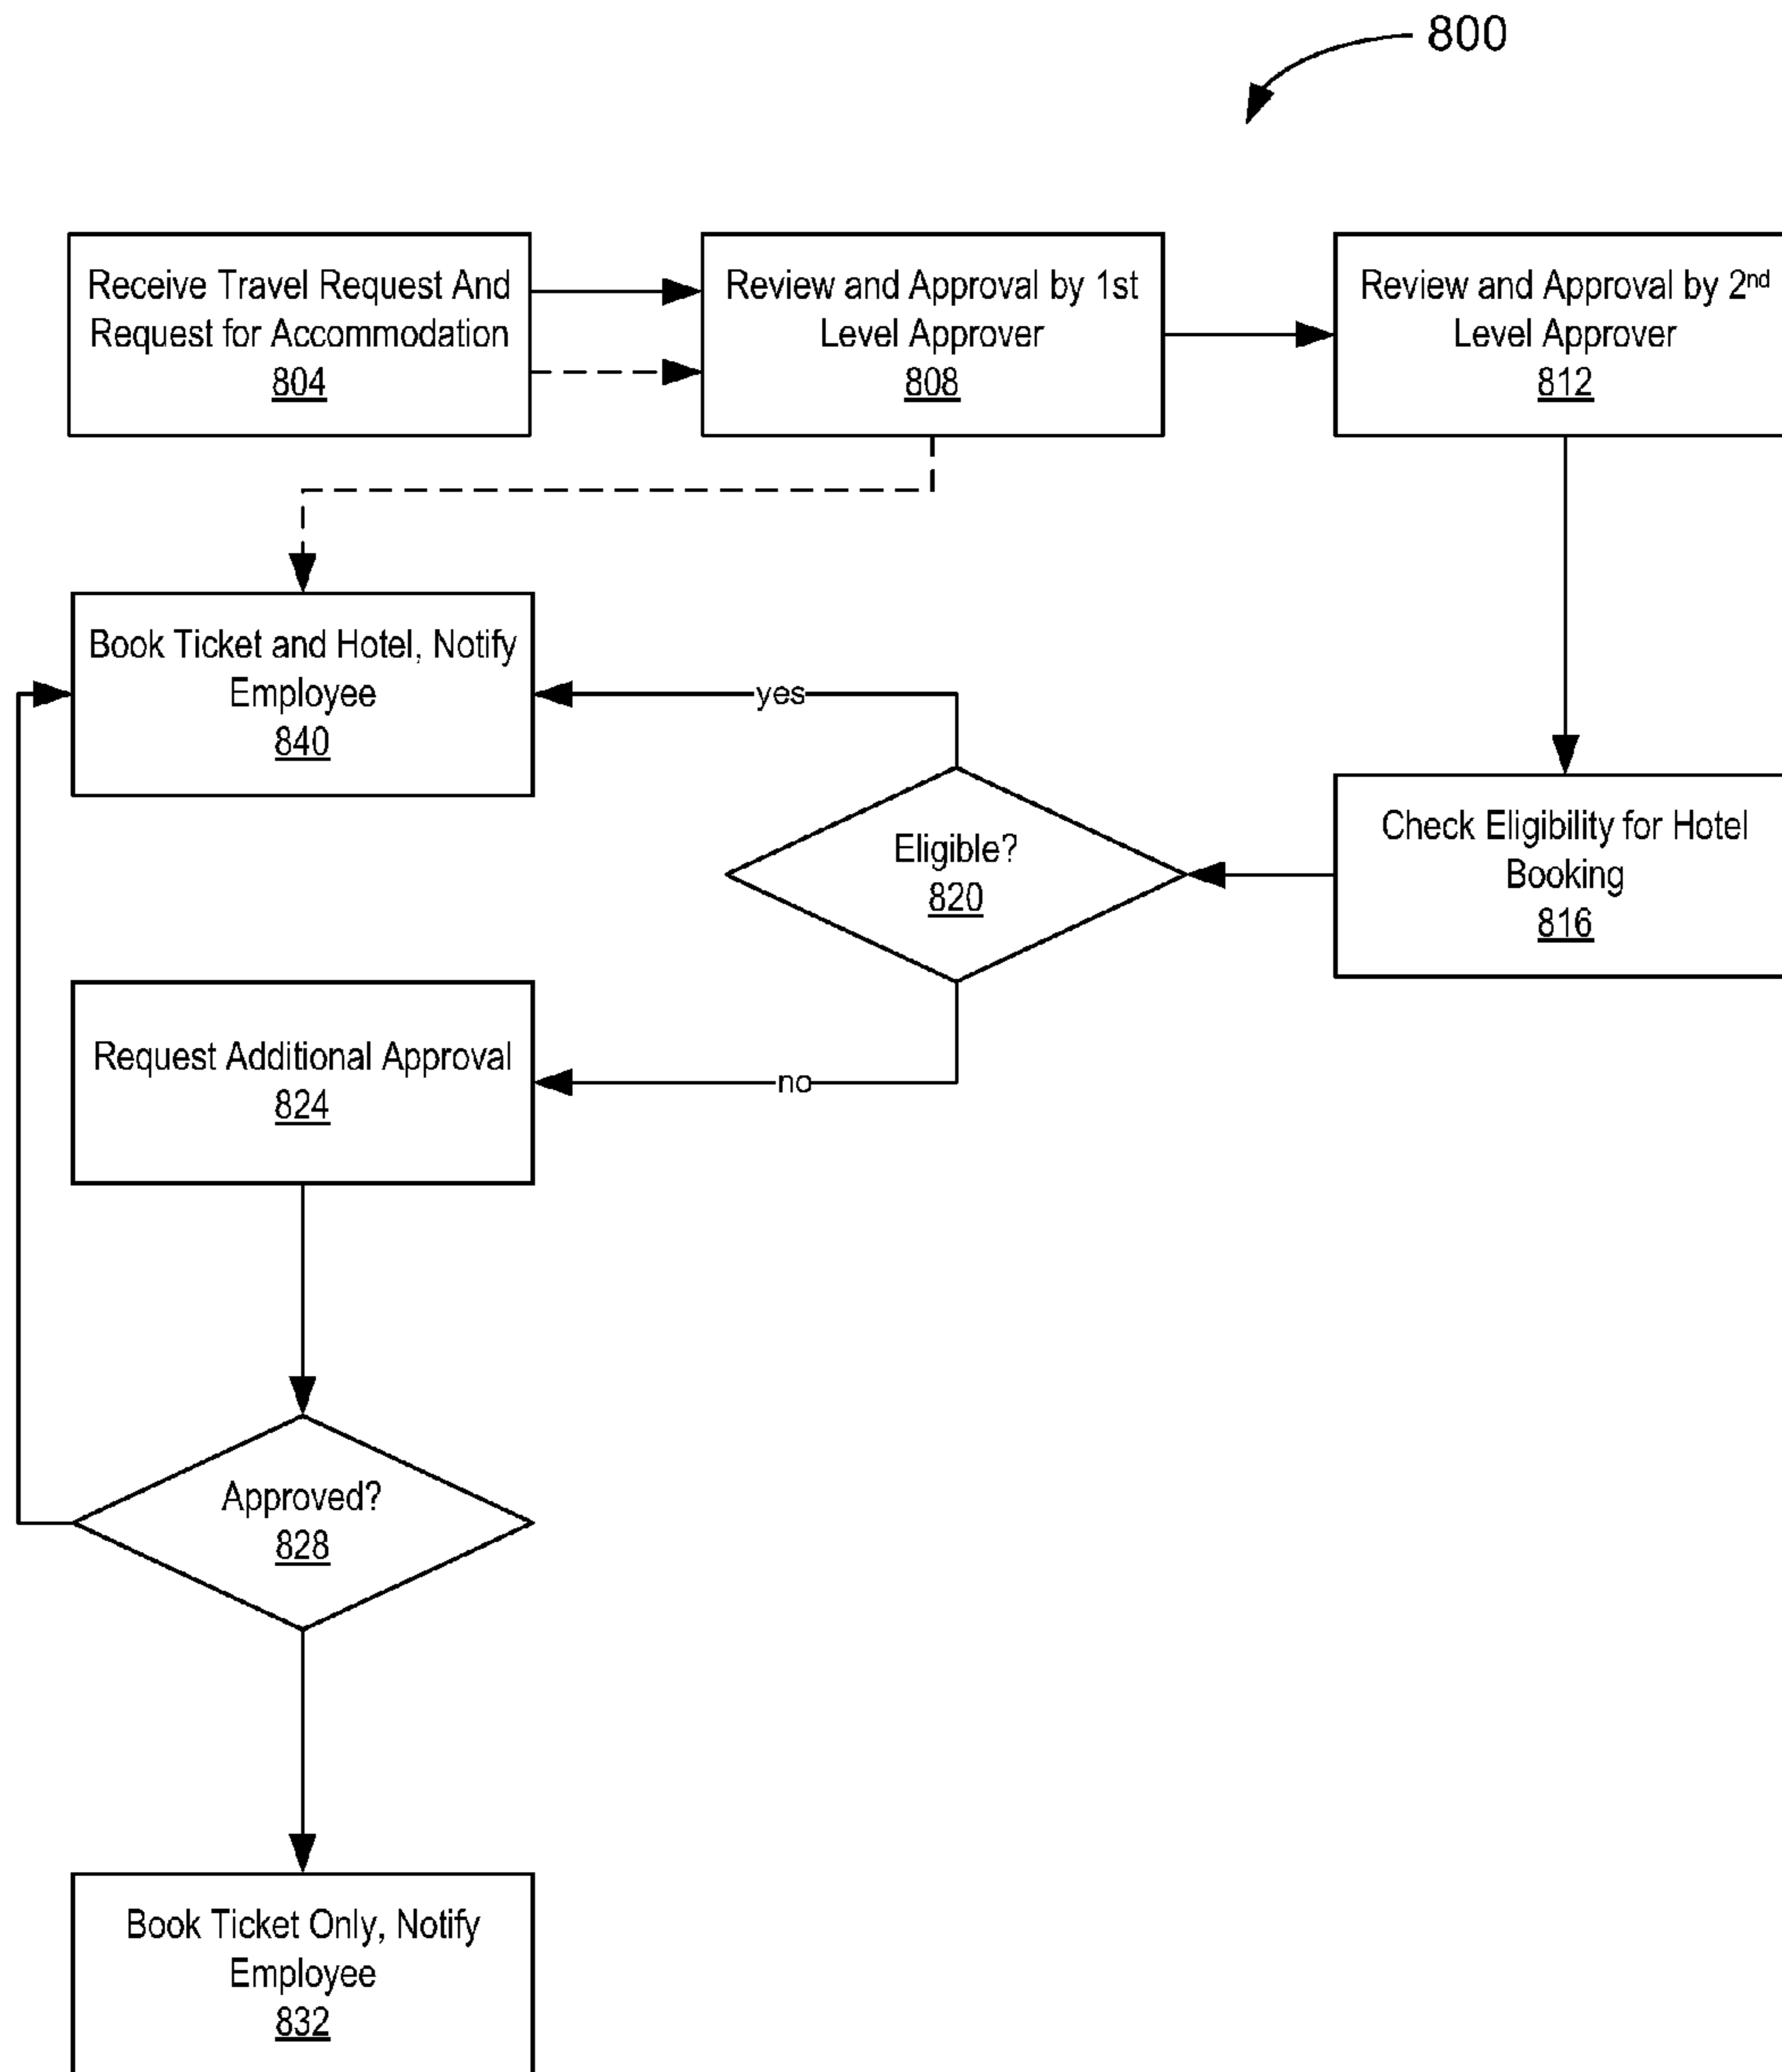 800
Receive Travel Request And
Request for Accommodation
804
Review and Approval by 1st
Level Approver
808
Review and Approval by 2nd
Level Approver
812
Book Ticket and Hotel, Notify
Employee
840
yes
Eligible?
820
Check Eligibility for Hotel
Booking
816
Request Additional Approval
824
no
Approved?
828
Book Ticket Only, Notify
Employee
832